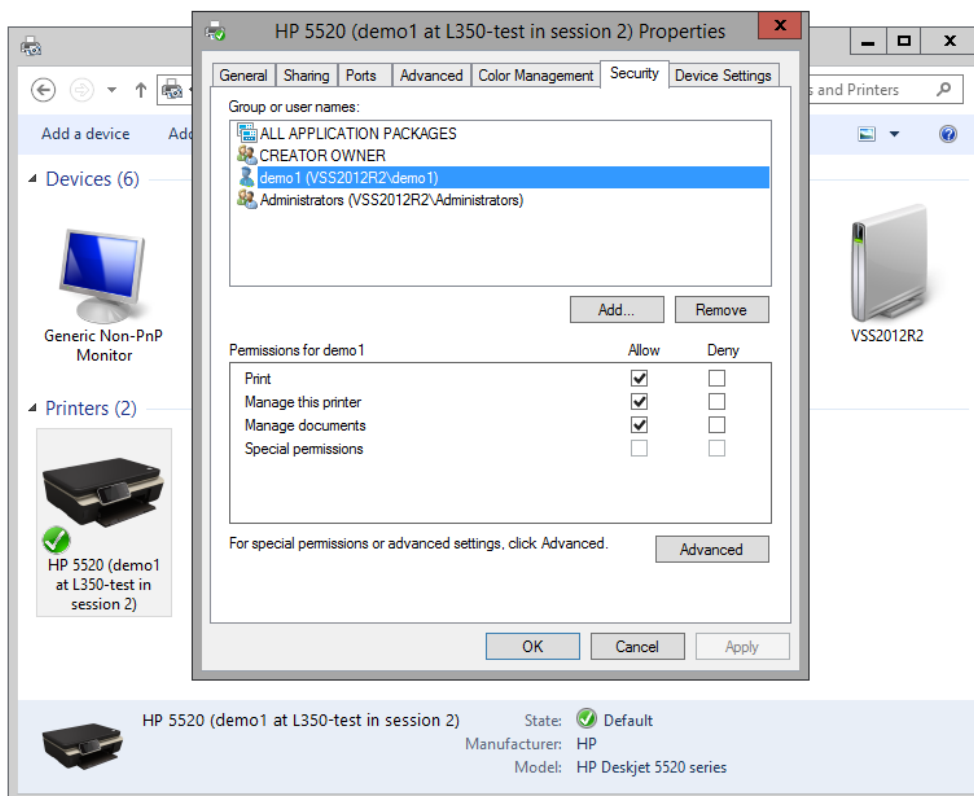 HP 5520 (demo1 at L350-test in session 2) Properties
General Sharing Ports Advanced Color Management Security Device Settings
s and Printers
Add a device
Add
Group or user names:
ALL APPLICATION PACKAGES
CREATOR OWNER
demo1 (VSS2012R2\demo1)
Administrators (VSS2012R2\Administrators)
Add... Remove
Permissions for demo1 Allow Deny
Print
Manage this printer
Manage documents
Special permissions
For special permissions or advanced settings, click Advanced.
Advanced
OK Cancel Apply
Devices (6)
Generic Non-PnP
Monitor
VSS2012R2
Printers (2)
HP 5520 (demo1
at L350-test in
session 2)
HP 5520 (demo1 at L350-test in session 2) State: Default
Manufacturer: HP
Model: HP Deskjet 5520 series